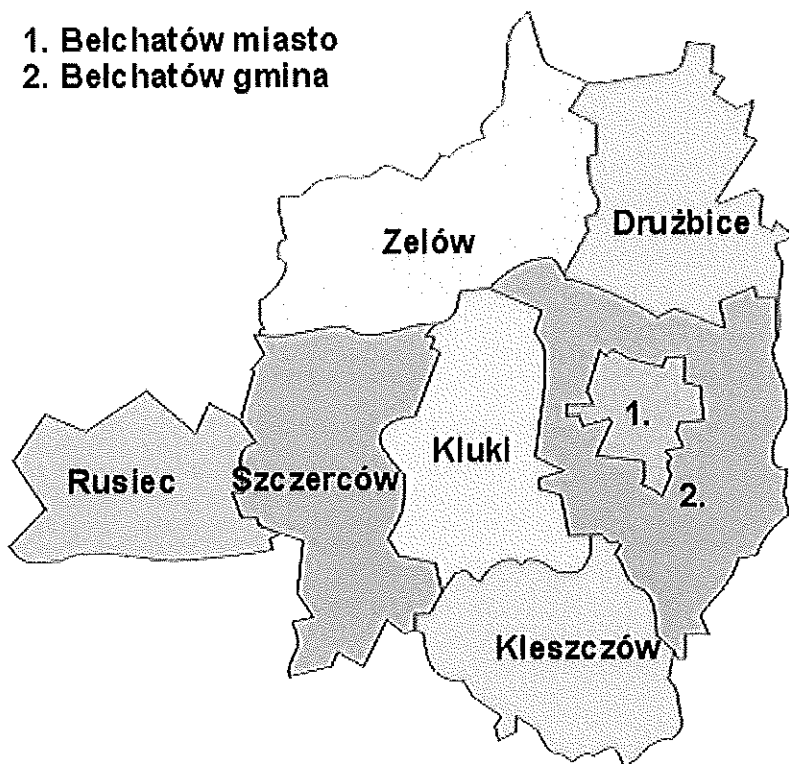 1. Bełchatów miasto
2. Bełchatów gmina
Drużbice
Zelów
1.
Kluki
Rusiec
Szczerców
2.
Kleszczów